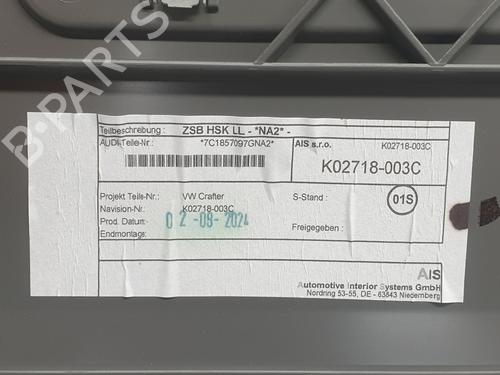 B-PARTS
Teilbeschreibung : ZSB HSK LL - *NA2* -
AUDI-Teile-Nr.: *7C1857097GNA2*
AIS s.r.o. K02718-003C
K02718-003C
Projekt Teile-Nr.: VW Crafter
Navision-Nr.: K02718-003C
Prod. Datum: 02-09-2024
Endmontage:
S-Stand : 01S
Freigegeben :
AIS
Automotive Interior Systems GmbH
Nordring 53-55, DE - 63843 Niedernberg